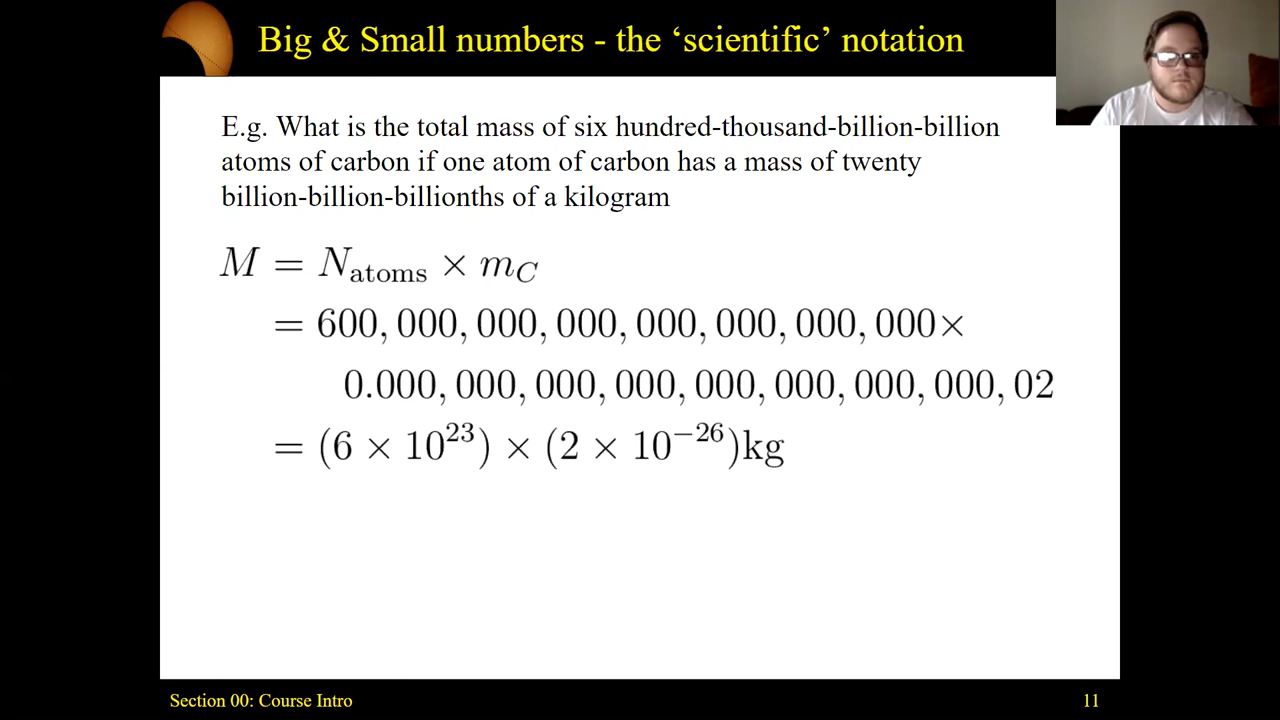 Big & Small numbers - the ‘scientific’ notation
E.g. What is the total mass of six hundred-thousand-billion-billion
atoms of carbon if one atom of carbon has a mass of twenty
billion-billion-billionths of a kilogram
M = N_atoms × m_C
= 600, 000, 000, 000, 000, 000, 000, 000×
0.000, 000, 000, 000, 000, 000, 000, 000, 02
= (6 × 10^23) × (2 × 10^−26)kg
Section 00: Course Intro
11